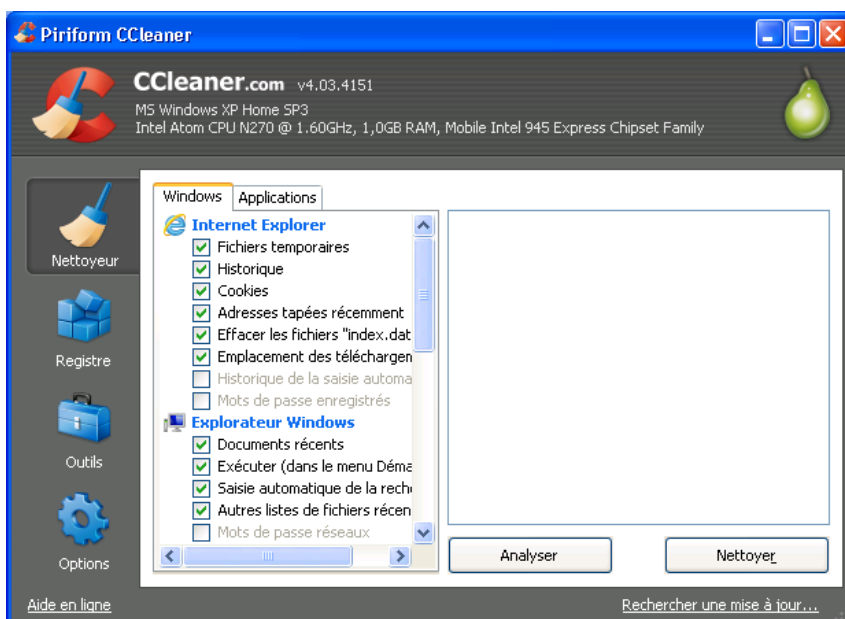 Piriform CCleaner
CCleaner.com v4.03.4151
MS Windows XP Home SP3
Intel Atom CPU N270 @ 1.60GHz, 1,0GB RAM, Mobile Intel 945 Express Chipset Family
Nettoyeur
Registre
Outils
Options
Windows Applications
Internet Explorer
Fichiers temporaires
Historique
Cookies
Adresses tapées récemment
Effacer les fichiers "index.dat
Emplacement des téléchargen
Historique de la saisie automa
Mots de passe enregistrés
Explorateur Windows
Documents récents
Exécuter (dans le menu Déma
Saisie automatique de la reche
Autres listes de fichiers récen
Mots de passe réseaux
Analyser Nettoyer
Aide en ligne Rechercher une mise à jour...